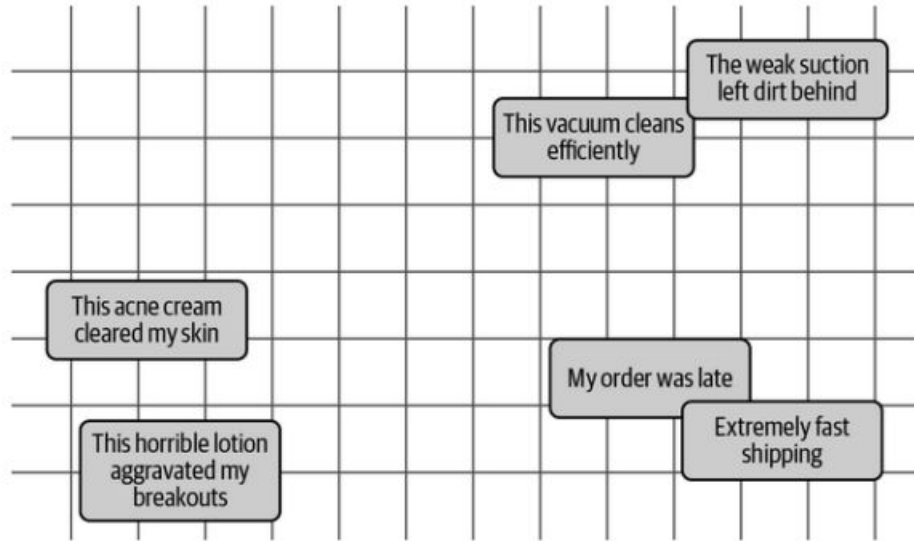 The weak suction
left dirt behind
This vacuum cleans
efficiently
This acne cream
cleared my skin
My order was late
Extremely fast
shipping
This horrible lotion
aggravated my
breakouts